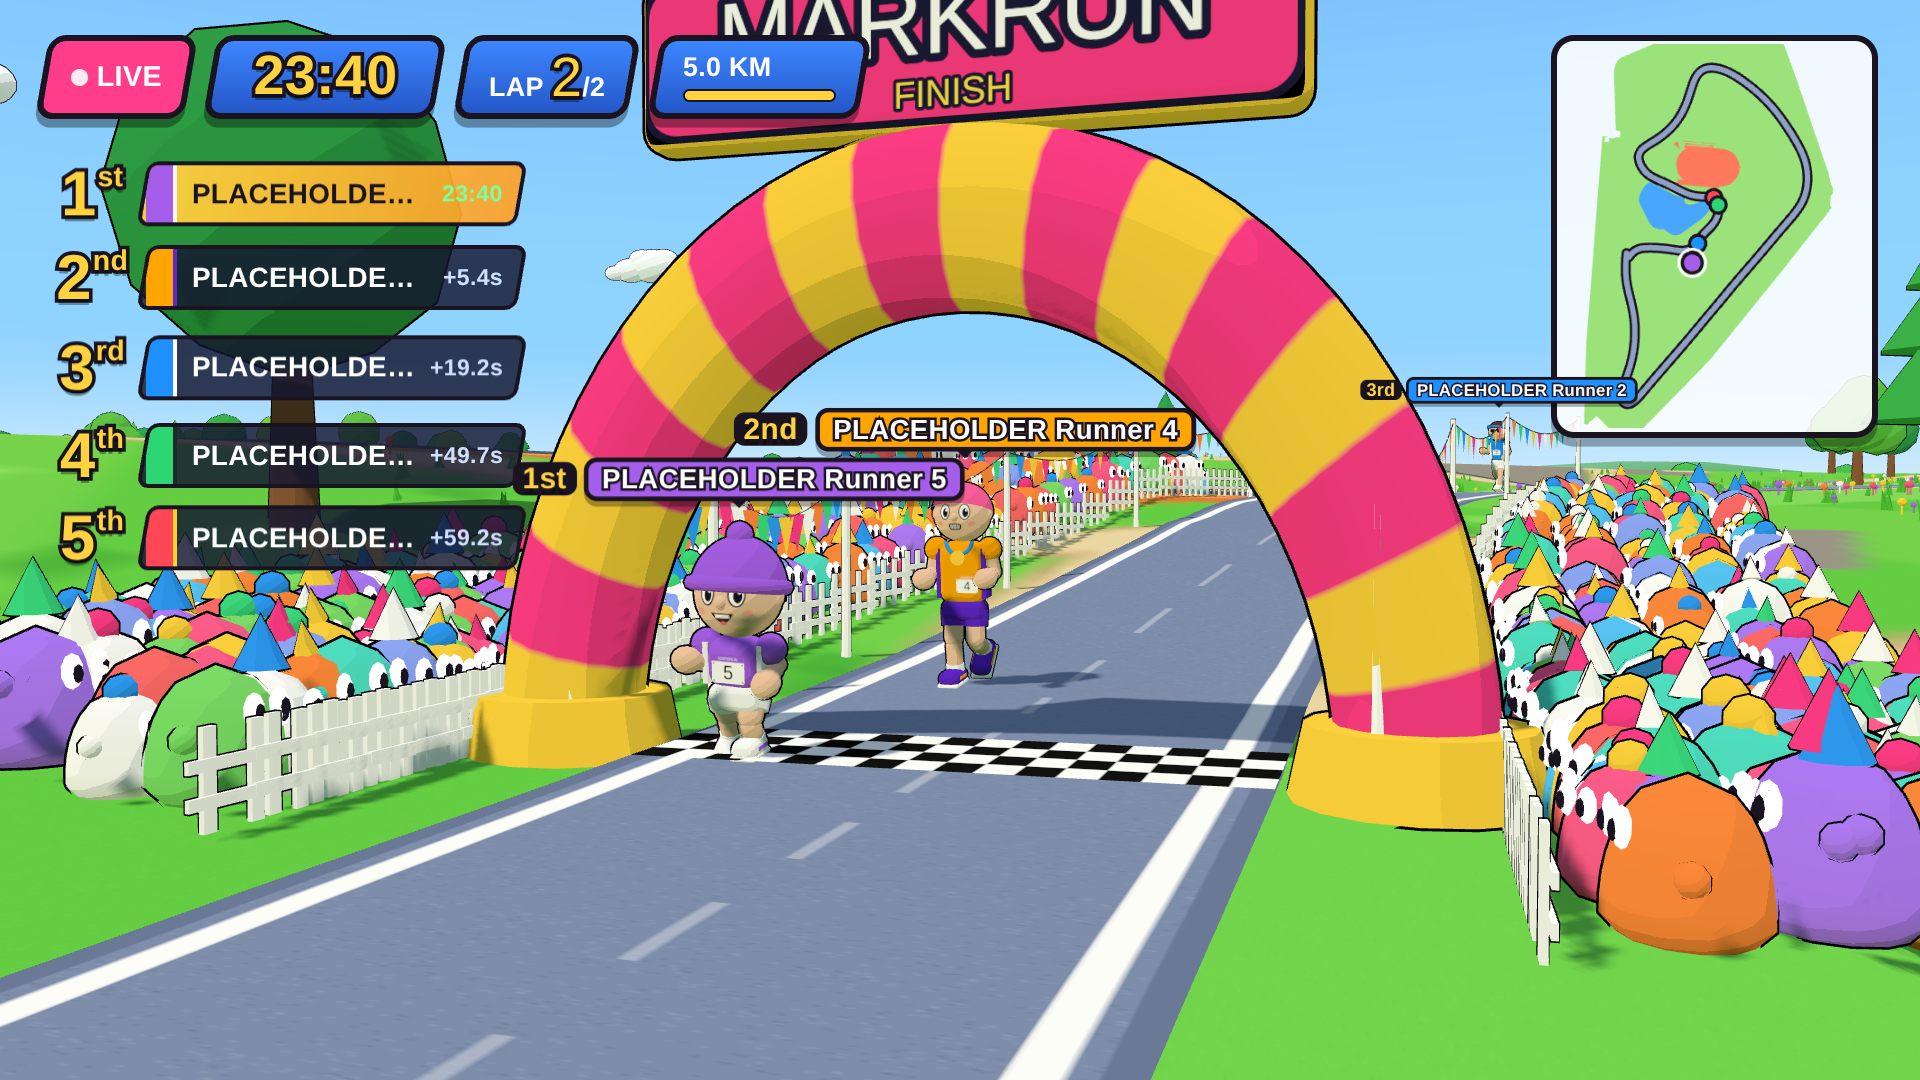 MARKRUN
FINISH
LIVE
23:40
LAP 2/2
5.0 KM
1st PLACEHOLDE... 23:40
2nd PLACEHOLDE... +5.4s
3rd PLACEHOLDE... +19.2s
4th PLACEHOLDE... +49.7s
5th PLACEHOLDE... +59.2s
3rd PLACEHOLDER Runner 2
2nd PLACEHOLDER Runner 4
1st PLACEHOLDER Runner 5
4
5